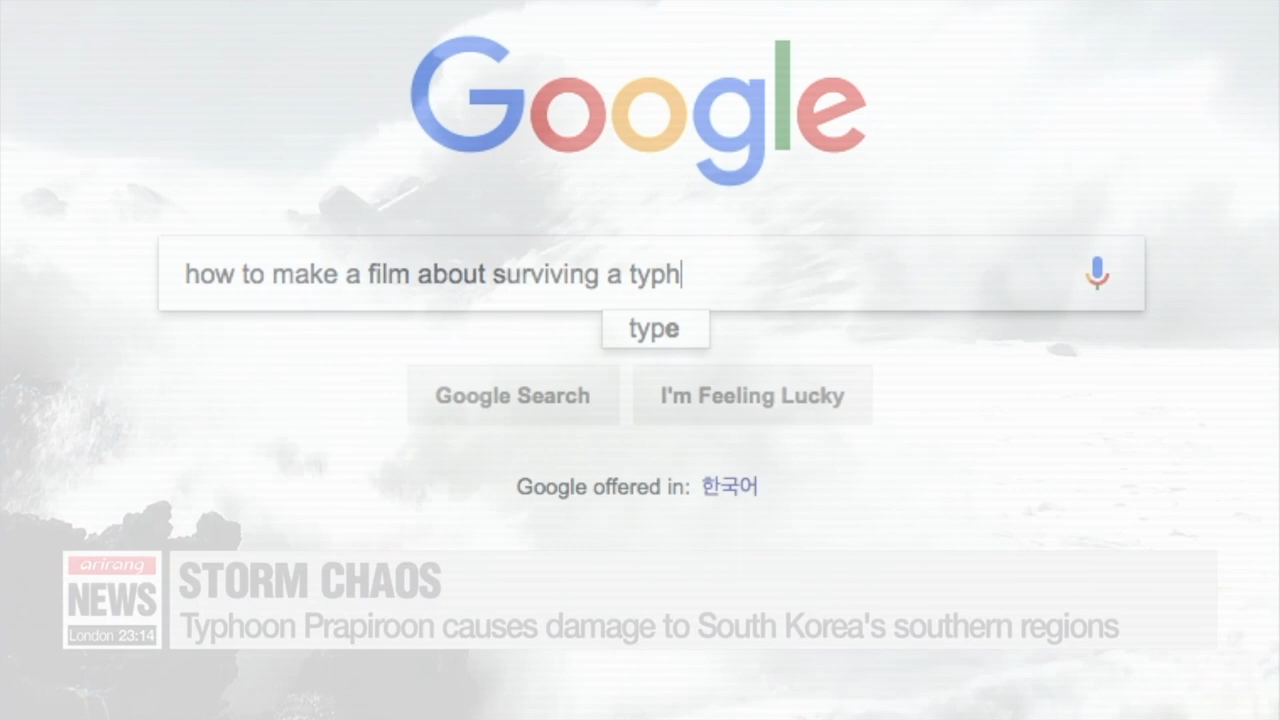 Google
how to make a film about surviving a typh
type
Google Search
I'm Feeling Lucky
Google offered in: 한국어
arirang
NEWS
London 23:14
STORM CHAOS
Typhoon Prapiroon causes damage to South Korea's southern regions